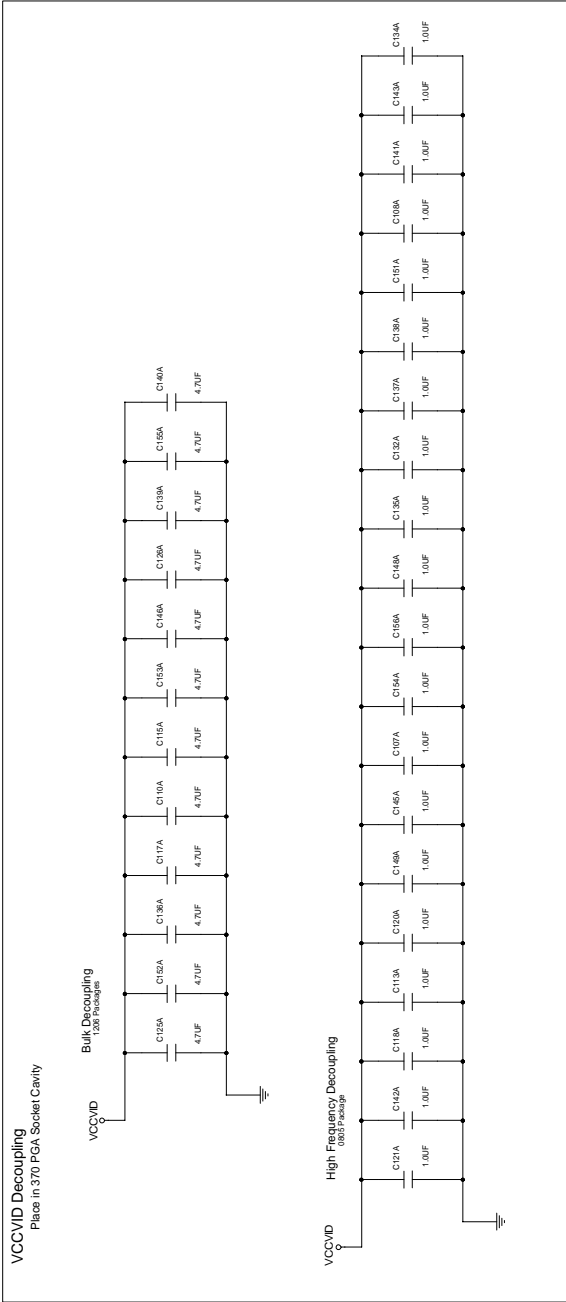 VCCVID Decoupling
Place in 370 PGA Socket Cavity
Bulk Decoupling
1206 Packages
VCCVID
C125A
4.7UF
C152A
4.7UF
C136A
4.7UF
C117A
4.7UF
C110A
4.7UF
C115A
4.7UF
C153A
4.7UF
C146A
4.7UF
C126A
4.7UF
C139A
4.7UF
C155A
4.7UF
C140A
4.7UF
High Frequency Decoupling
0805 Package
VCCVID
C121A
1.0UF
C142A
1.0UF
C118A
1.0UF
C113A
1.0UF
C120A
1.0UF
C149A
1.0UF
C145A
1.0UF
C107A
1.0UF
C154A
1.0UF
C156A
1.0UF
C148A
1.0UF
C135A
1.0UF
C132A
1.0UF
C137A
1.0UF
C138A
1.0UF
C151A
1.0UF
C108A
1.0UF
C141A
1.0UF
C143A
1.0UF
C134A
1.0UF